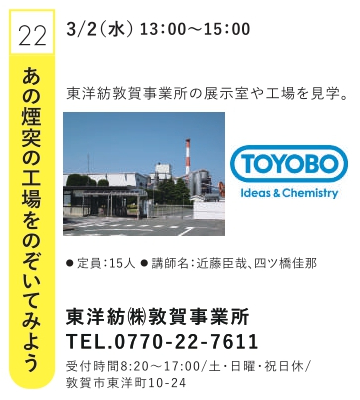 22
あの煙突の工場をのぞいてみよう
3/2(水) 13:00〜15:00
東洋紡敦賀事業所の展示室や工場を見学。
TOYOBO
Ideas & Chemistry
●定員:15人 ●講師名:近藤臣哉、四ツ橋佳那
東洋紡㈱敦賀事業所
TEL.0770-22-7611
受付時間8:20〜17:00/土・日曜・祝日休/
敦賀市東洋町10-24